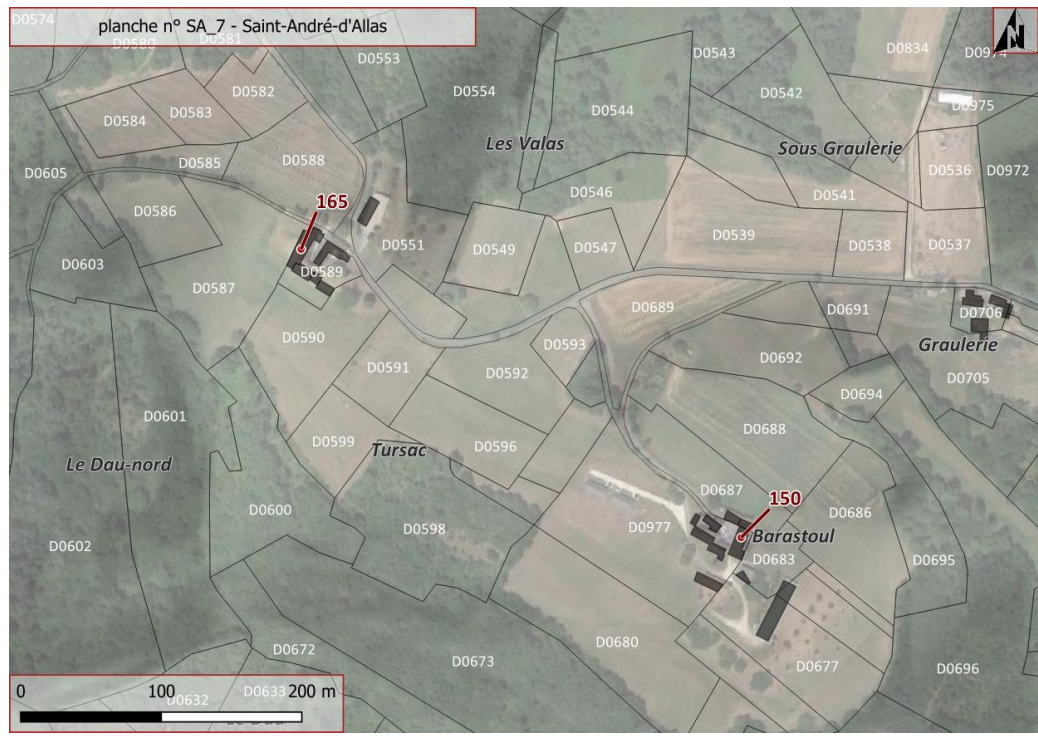 planche n° SA_7 - Saint-André-d'Allas
N
D0574
D0580
D0581
D0553
D0543
D0834
D0974
D0582
D0554
D0542
D0584
D0583
D0544
D0975
Les Valas
Sous Graulerie
D0605
D0585
D0588
D0536
D0972
D0546
D0541
165
D0586
D0551
D0549
D0547
D0539
D0538
D0537
D0603
D0589
D0587
D0689
D0691
D0706
D0590
D0593
Graulerie
D0692
D0591
D0592
D0705
D0694
D0601
D0688
D0599
Tursac
D0596
Le Dau-nord
D0687
150
D0600
D0598
D0977
D0686
Barastoul
D0602
D0683
D0695
D0672
D0680
D0673
D0677
D0696
0
100
200 m
D0633
D0632
Le Dau